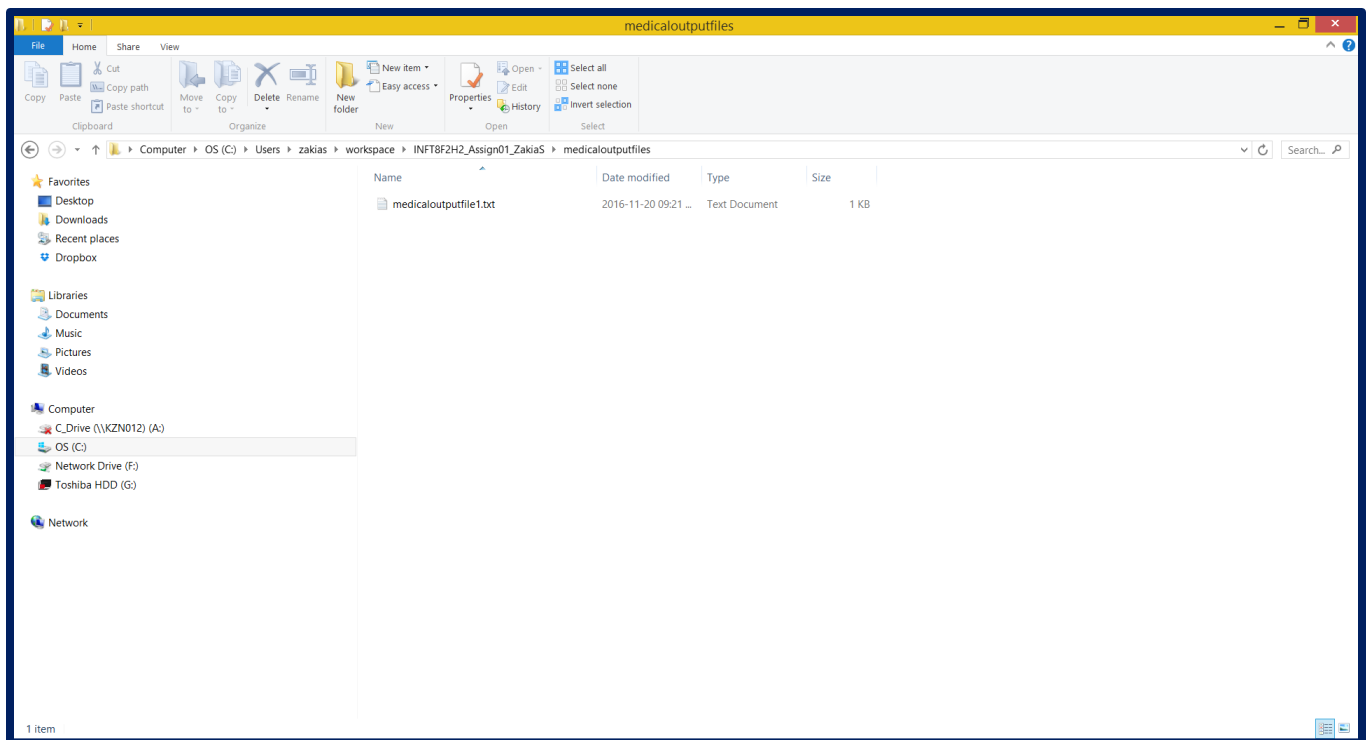 medicaloutputfiles
File Home Share View
Copy
Paste
Cut
Copy path
Paste shortcut
Clipboard
Move to
Copy to
Delete
Rename
Organize
New folder
New item
Easy access
New
Properties
Open
Edit
History
Open
Select all
Select none
Invert selection
Select
Computer OS (C:) Users zakias workspace INFT8F2H2_Assign01_ZakiaS medicaloutputfiles
Search...
Favorites
Desktop
Downloads
Recent places
Dropbox
Libraries
Documents
Music
Pictures
Videos
Computer
C_Drive (\\KZN012) (A:)
OS (C:)
Network Drive (F:)
Toshiba HDD (G:)
Network
Name Date modified Type Size
medicaloutputfile1.txt 2016-11-20 09:21 ... Text Document 1 KB
1 item